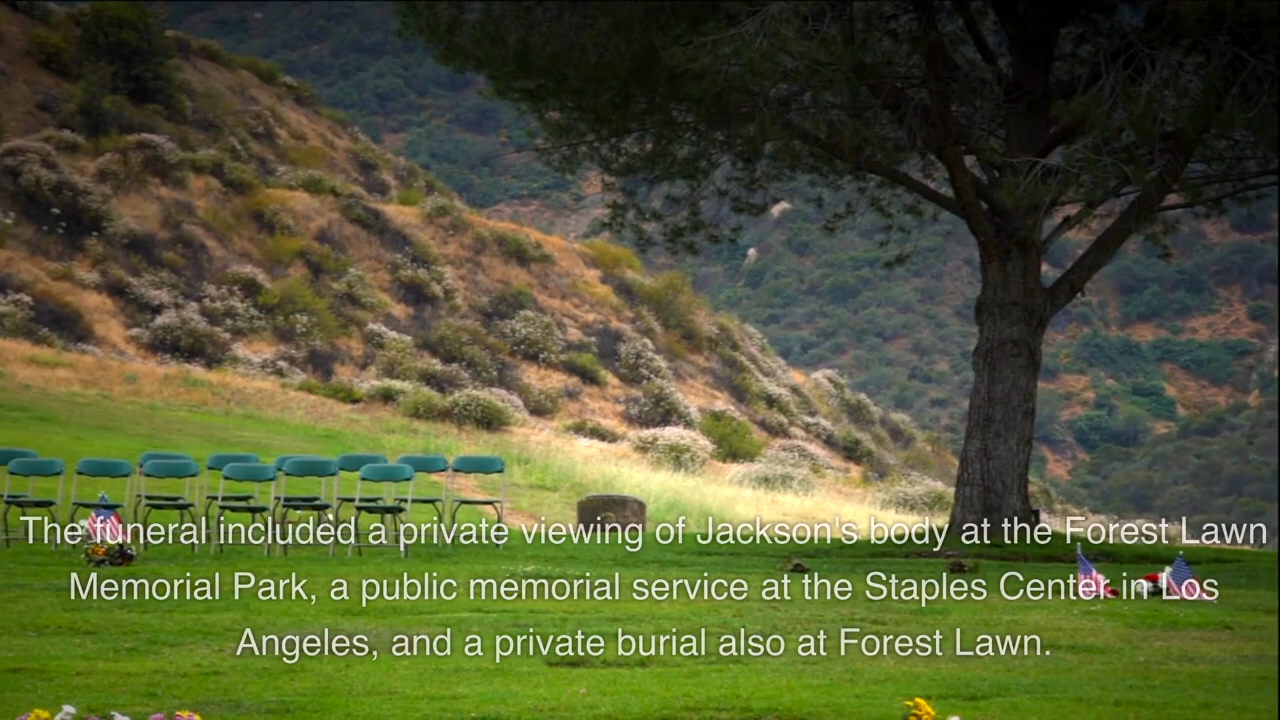 The funeral included a private viewing of Jackson's body at the Forest Lawn
Memorial Park, a public memorial service at the Staples Center in Los
Angeles, and a private burial also at Forest Lawn.